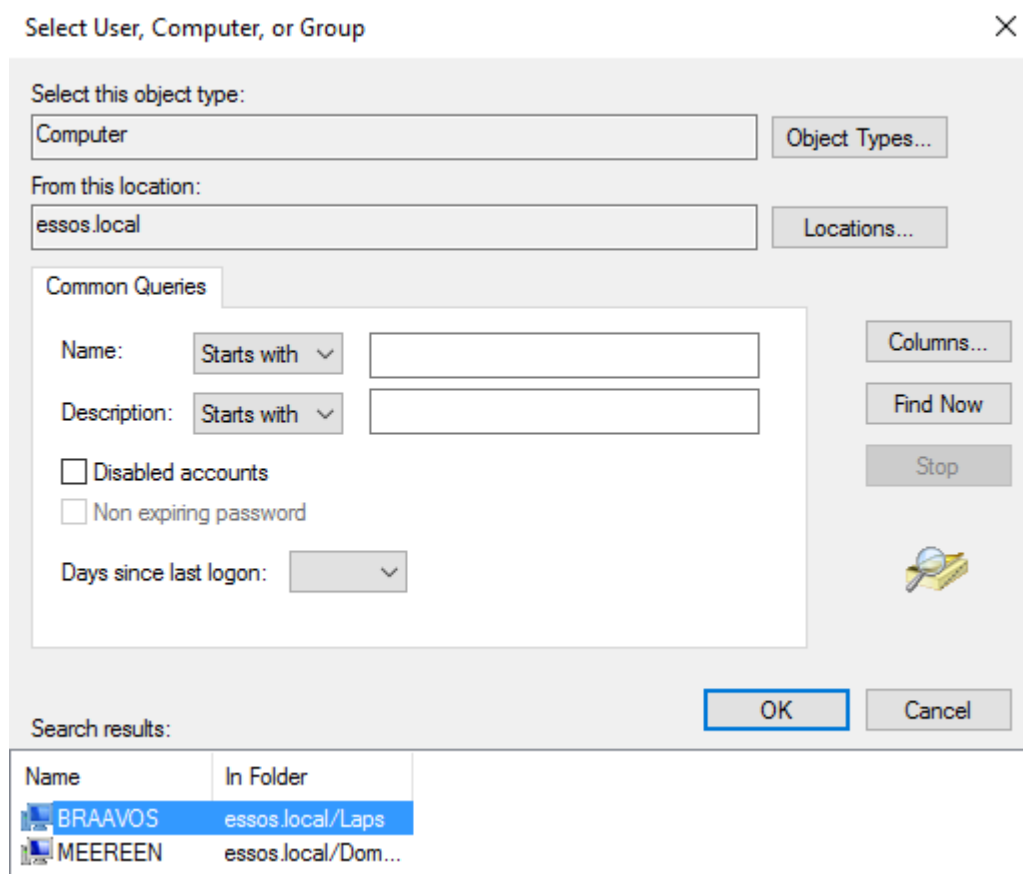 Select User, Computer, or Group
Select this object type:
Computer
Object Types...
From this location:
essos.local
Locations...
Common Queries
Name:
Starts with
Columns...
Description:
Starts with
Find Now
Disabled accounts
Stop
Non expiring password
Days since last logon:
OK
Cancel
Search results:
Name In Folder
BRAAVOS essos.local/Laps
MEEREEN essos.local/Dom...